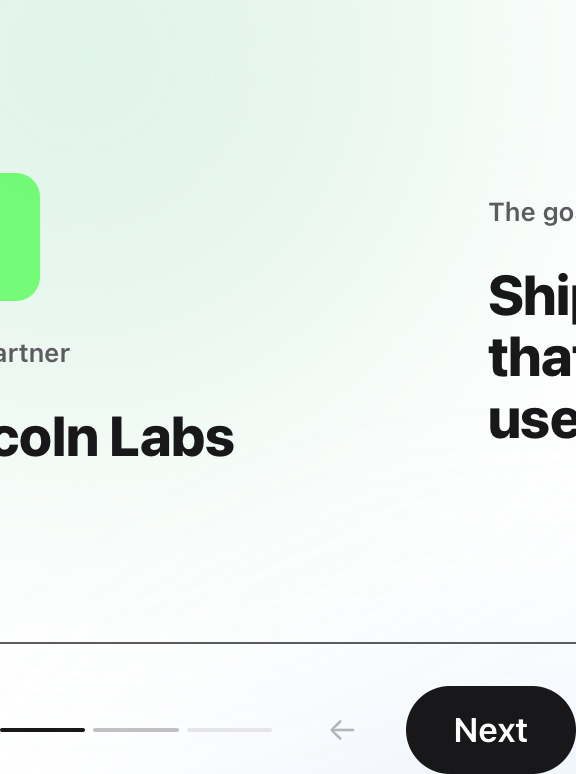 artner
coln Labs
The go
Ship
that
use
Next